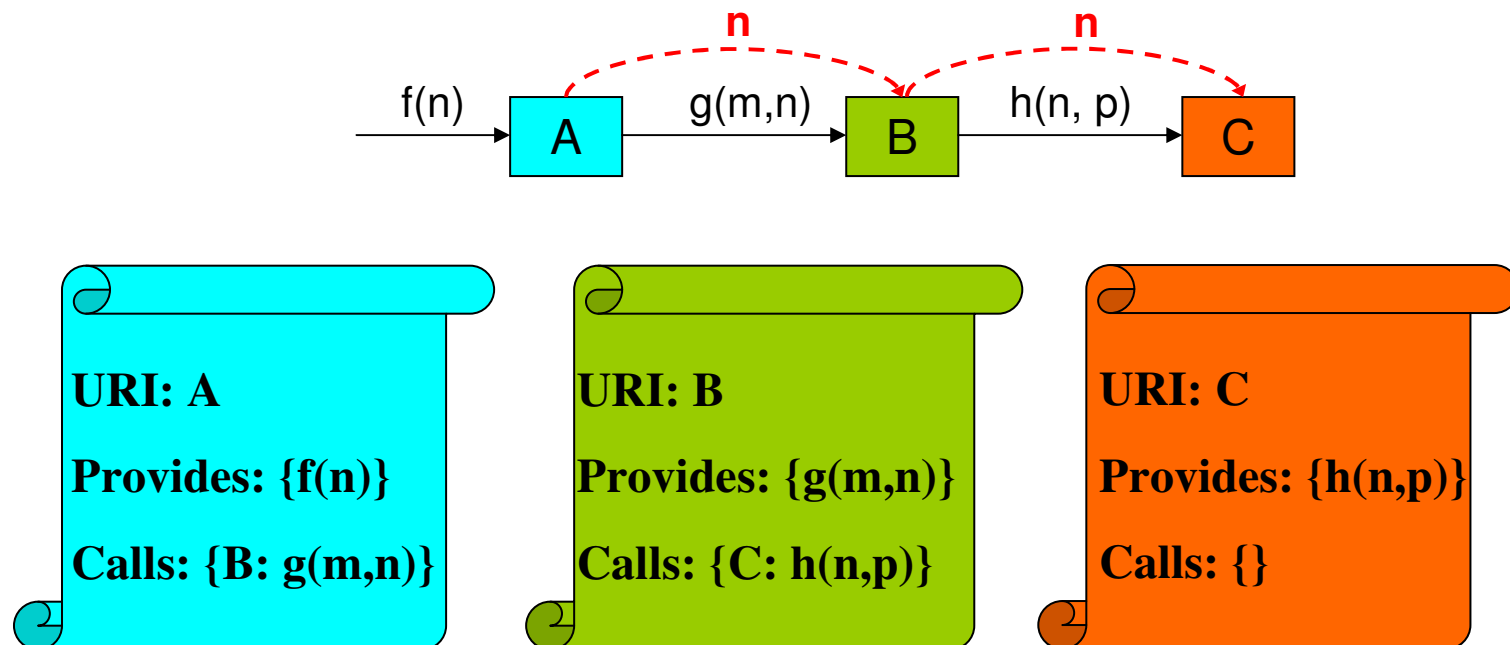 n n
f(n) g(m,n) h(n, p)
A B C
URI: A
Provides: {f(n)}
Calls: {B: g(m,n)}
URI: B
Provides: {g(m,n)}
Calls: {C: h(n,p)}
URI: C
Provides: {h(n,p)}
Calls: {}